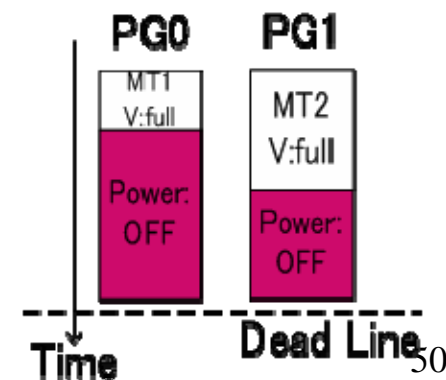 PG0 PG1
MT1
V:full
MT2
V:full
Power:
OFF
Power:
OFF
Time
Dead Line
50